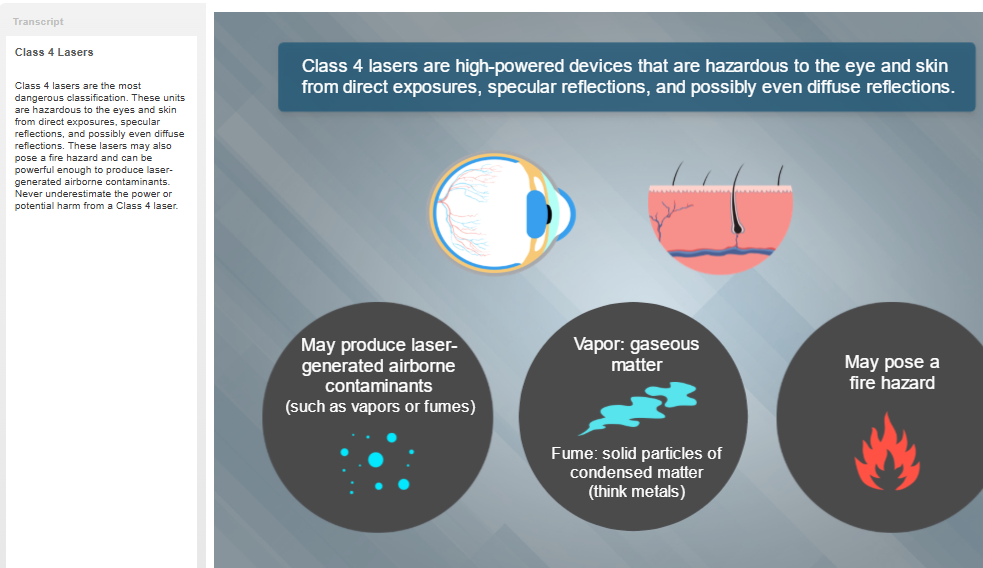 Transcript
Class 4 Lasers
Class 4 lasers are the most
dangerous classification. These units
are hazardous to the eyes and skin
from direct exposures, specular
reflections, and possibly even diffuse
reflections. These lasers may also
pose a fire hazard and can be
powerful enough to produce laser-
generated airborne contaminants.
Never underestimate the power or
potential harm from a Class 4 laser.
Class 4 lasers are high-powered devices that are hazardous to the eye and skin
from direct exposures, specular reflections, and possibly even diffuse reflections.
May produce laser-
generated airborne
contaminants
(such as vapors or fumes)
Vapor: gaseous
matter
Fume: solid particles of
condensed matter
(think metals)
May pose a
fire hazard